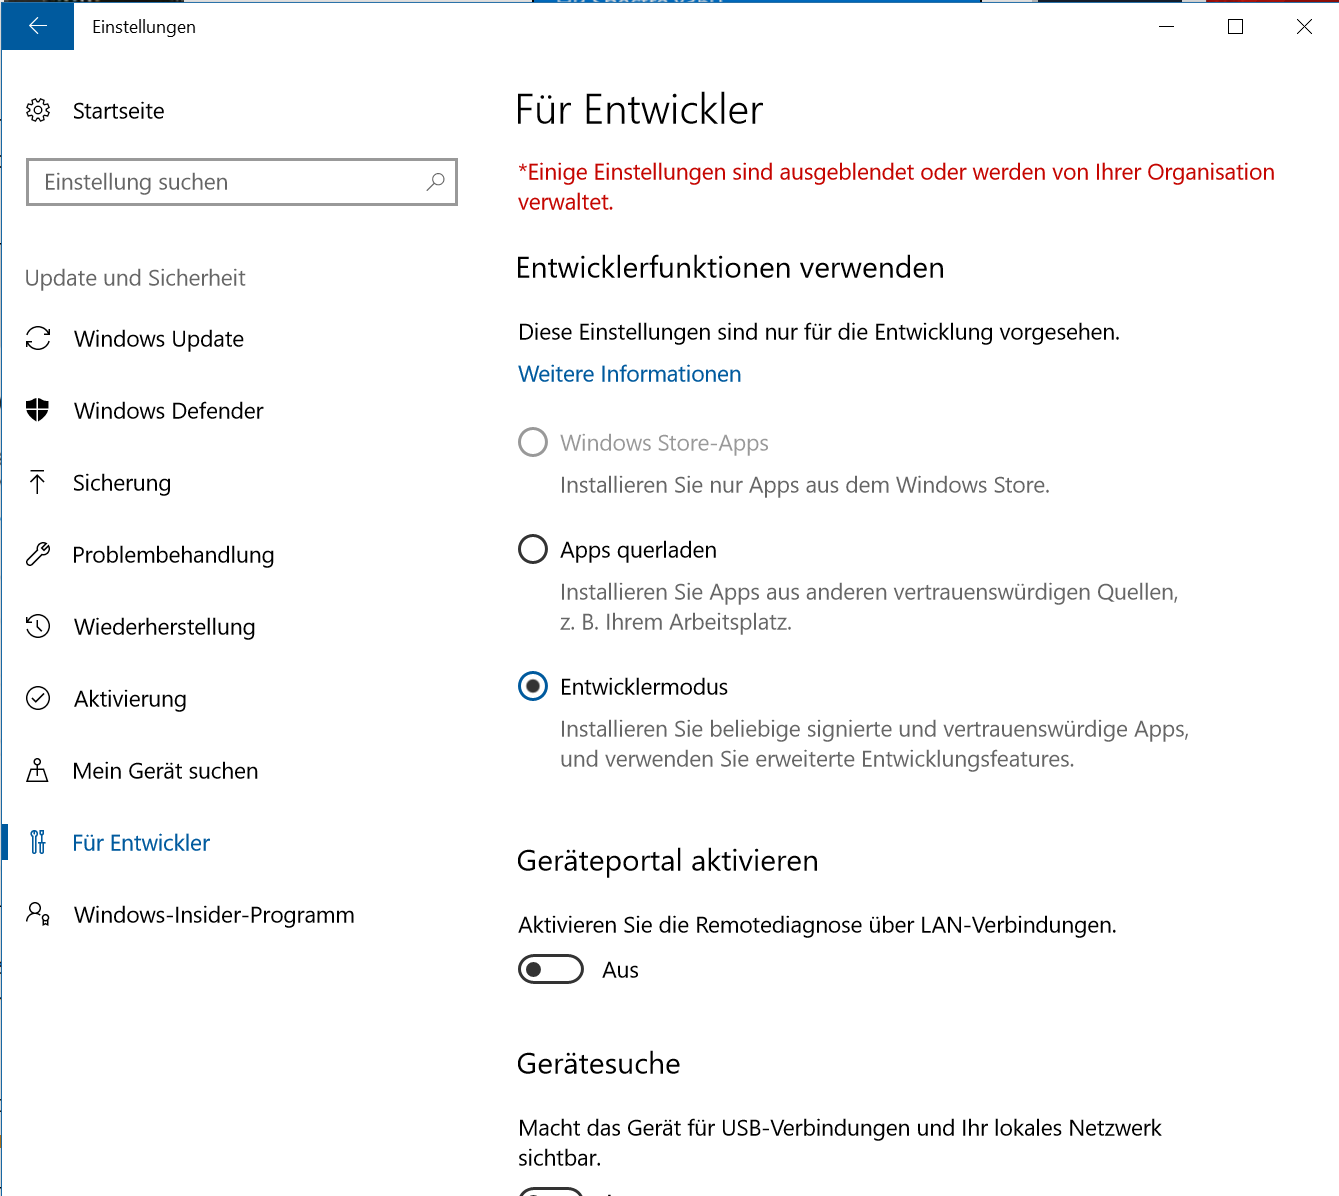 Einstellungen
Startseite
Einstellung suchen
Update und Sicherheit
Windows Update
Windows Defender
Sicherung
Problembehandlung
Wiederherstellung
Aktivierung
Mein Gerät suchen
Für Entwickler
Windows-Insider-Programm
Für Entwickler
*Einige Einstellungen sind ausgeblendet oder werden von Ihrer Organisation
verwaltet.
Entwicklerfunktionen verwenden
Diese Einstellungen sind nur für die Entwicklung vorgesehen.
Weitere Informationen
Windows Store-Apps
Installieren Sie nur Apps aus dem Windows Store.
Apps querladen
Installieren Sie Apps aus anderen vertrauenswürdigen Quellen,
z. B. Ihrem Arbeitsplatz.
Entwicklermodus
Installieren Sie beliebige signierte und vertrauenswürdige Apps,
und verwenden Sie erweiterte Entwicklungsfeatures.
Geräteportal aktivieren
Aktivieren Sie die Remotediagnose über LAN-Verbindungen.
Aus
Gerätesuche
Macht das Gerät für USB-Verbindungen und Ihr lokales Netzwerk
sichtbar.